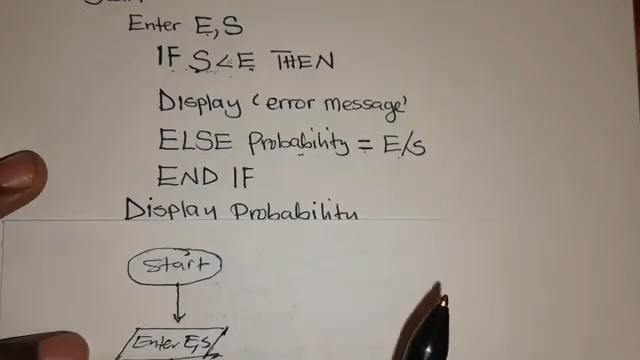 Enter E,S
IF S<E THEN
Display 'error message'
ELSE Probability = E/S
END IF
Display Probability
Start
Enter E,S